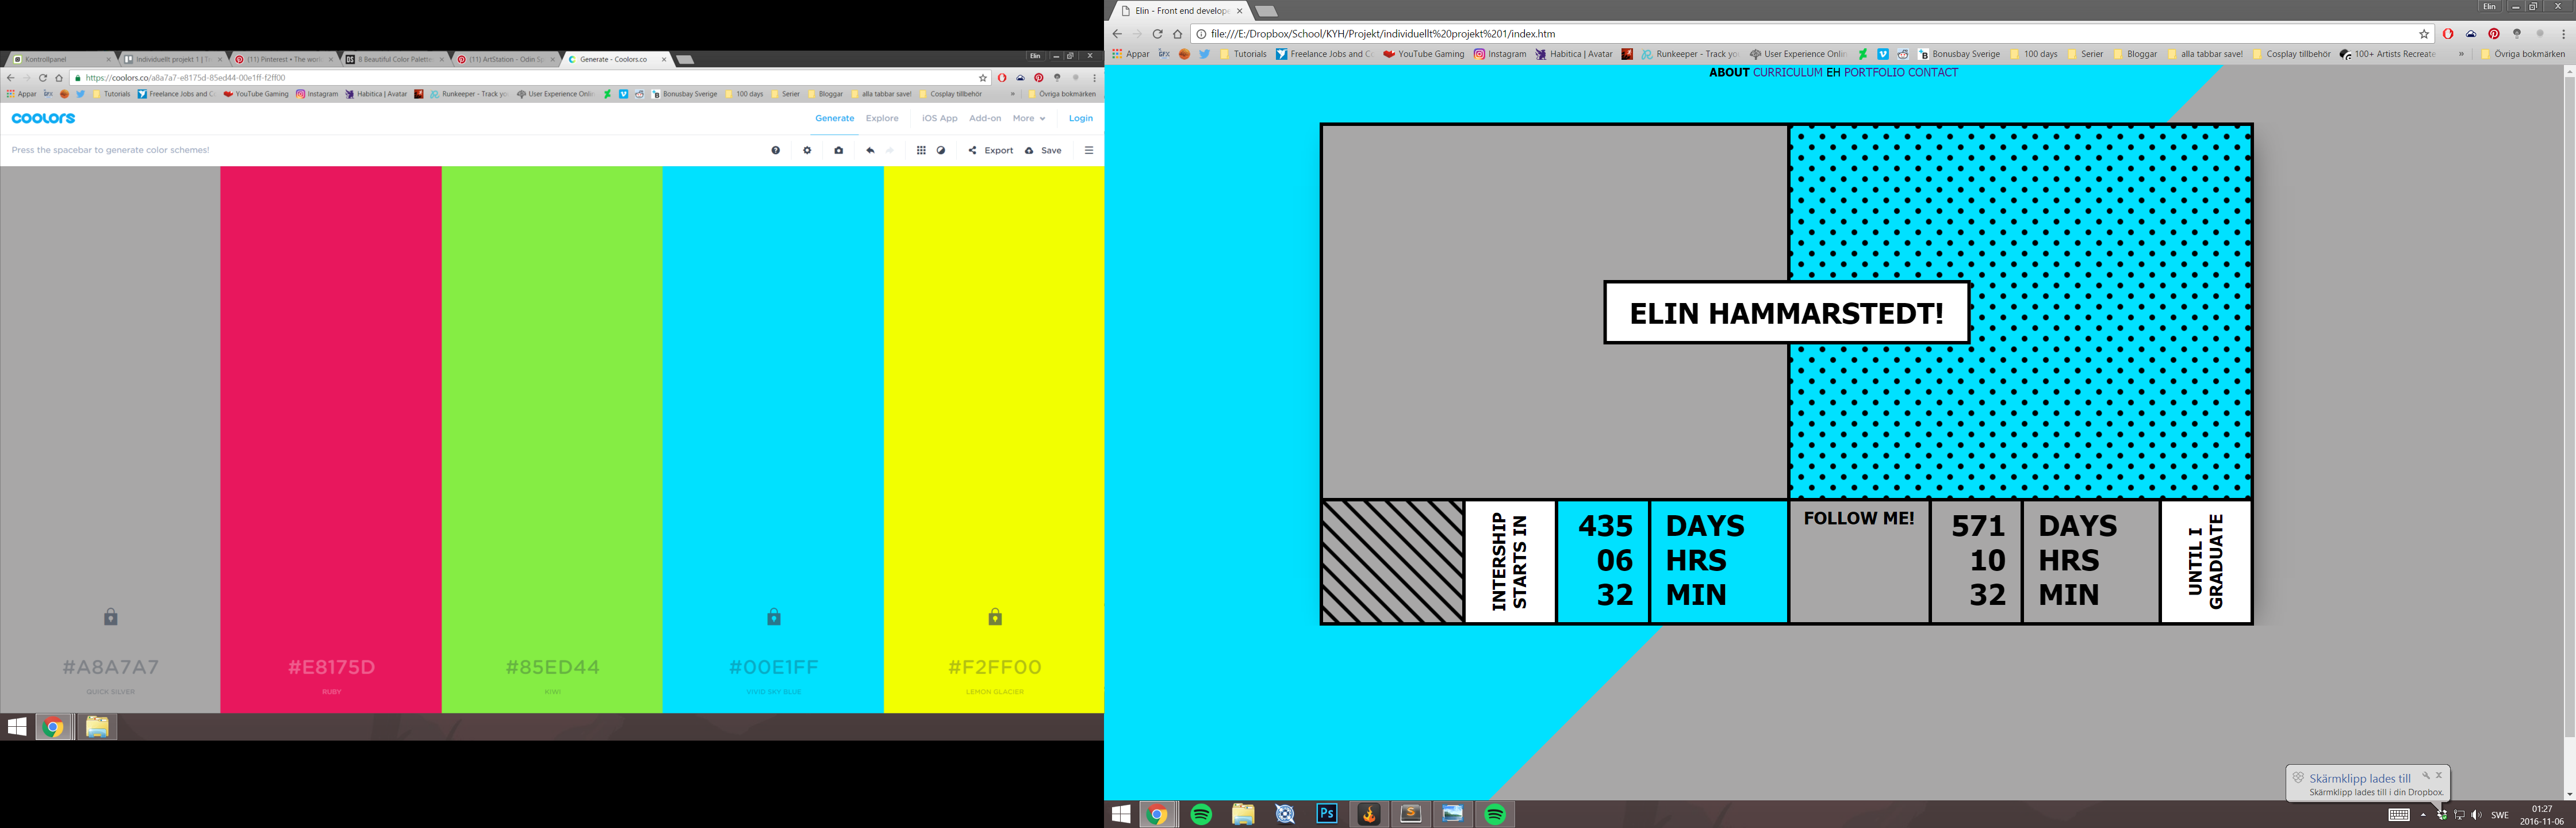 Kontrollpanel
Individuellt projekt 1 | T
(11) Pinterest • The world
8 Beautiful Color Palette
(11) ArtStation - Odin Sp
Generate - Coolors.co
Elin
https://coolors.co/a8a7a7-e8175d-85ed44-00e1ff-f2ff00
Appar
Tutorials
Freelance Jobs and C
YouTube Gaming
Instagram
Habitica | Avatar
Runkeeper - Track yo
User Experience Onlin
Bonusbay Sverige
100 days
Serier
Bloggar
alla tabbar save!
Cosplay tillbehör
»
Övriga bokmärken
COOLORS
Generate
Explore
iOS App
Add-on
More
Login
Press the spacebar to generate color schemes!
Export
Save
#A8A7A7
QUICK SILVER
#E8175D
RUBY
#85ED44
KIWI
#00E1FF
VIVID SKY BLUE
#F2FF00
LEMON GLACIER
Elin - Front end develope
Elin
file:///E:/Dropbox/School/KYH/Projekt/individuellt%20projekt%201/index.htm
Appar
GFX
Tutorials
Freelance Jobs and C
YouTube Gaming
Instagram
Habitica | Avatar
Runkeeper - Track yo
User Experience Onlin
Bonusbay Sverige
100 days
Serier
Bloggar
alla tabbar save!
Cosplay tillbehör
100+ Artists Recreate
»
Övriga bokmärken
ABOUT CURRICULUM EH PORTFOLIO CONTACT
ELIN HAMMARSTEDT!
INTERSHIP
STARTS IN
435 DAYS
06 HRS
32 MIN
FOLLOW ME!
571 DAYS
10 HRS
32 MIN
UNTIL I
GRADUATE
Skärmklipp lades till
Skärmklipp lades till i din Dropbox.
Ps
S
SWE
01:27
2016-11-06